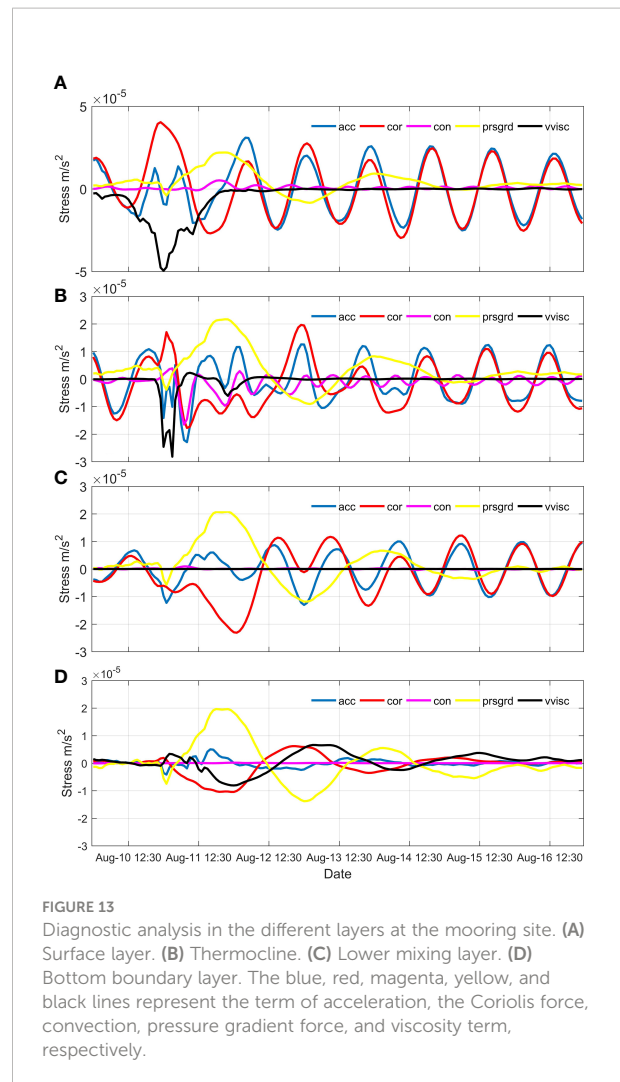 A
×10⁻⁵
acc cor con prsgrd vvisc
5
0
-5
Stress m/s²
B
×10⁻⁵
acc cor con prsgrd vvisc
3
2
1
0
-1
-2
-3
Stress m/s²
C
×10⁻⁵
acc cor con prsgrd vvisc
3
2
1
0
-1
-2
-3
Stress m/s²
D
×10⁻⁵
acc cor con prsgrd vvisc
3
2
1
0
-1
-2
-3
Stress m/s²
Aug-10 12:30 Aug-11 12:30 Aug-12 12:30 Aug-13 12:30 Aug-14 12:30 Aug-15 12:30 Aug-16 12:30
Date
FIGURE 13
Diagnostic analysis in the different layers at the mooring site. (A)
Surface layer. (B) Thermocline. (C) Lower mixing layer. (D)
Bottom boundary layer. The blue, red, magenta, yellow, and
black lines represent the term of acceleration, the Coriolis force,
convection, pressure gradient force, and viscosity term,
respectively.